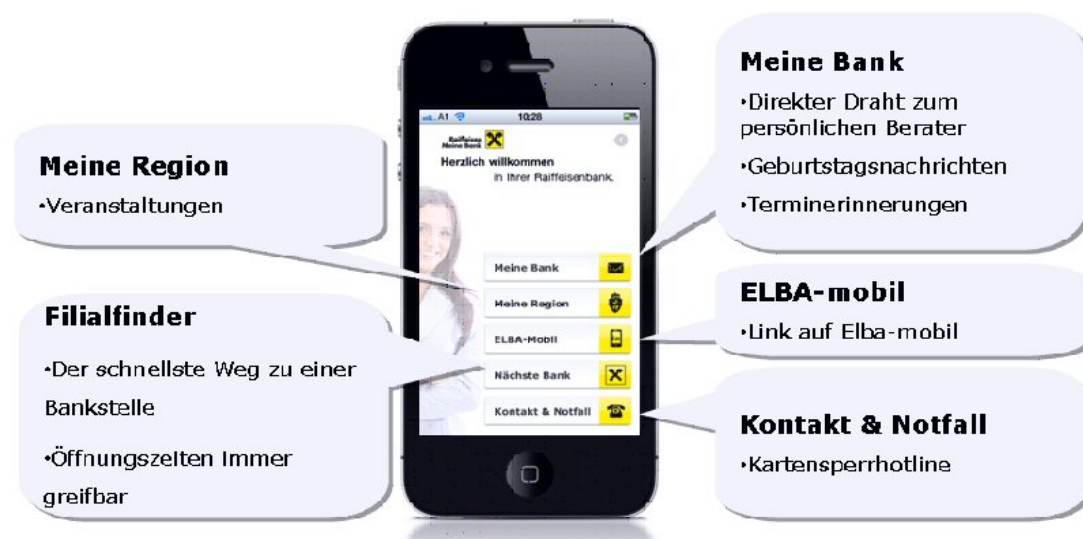 Meine Region
•Veranstaltungen
Filialfinder
•Der schnellste Weg zu einer
Bankstelle
•Öffnungszeiten immer
greifbar
A1
10:28
Raiffeisen
Meine Bank
Herzlich willkommen
in Ihrer Raiffeisenbank.
Meine Bank
Meine Region
ELBA-Mobil
Nächste Bank
Kontakt & Notfall
Meine Bank
•Direkter Draht zum
persönlichen Berater
•Geburtstagsnachrichten
•Terminerinnerungen
ELBA-mobil
•Link auf Elba-mobil
Kontakt & Notfall
•Kartensperrhotline